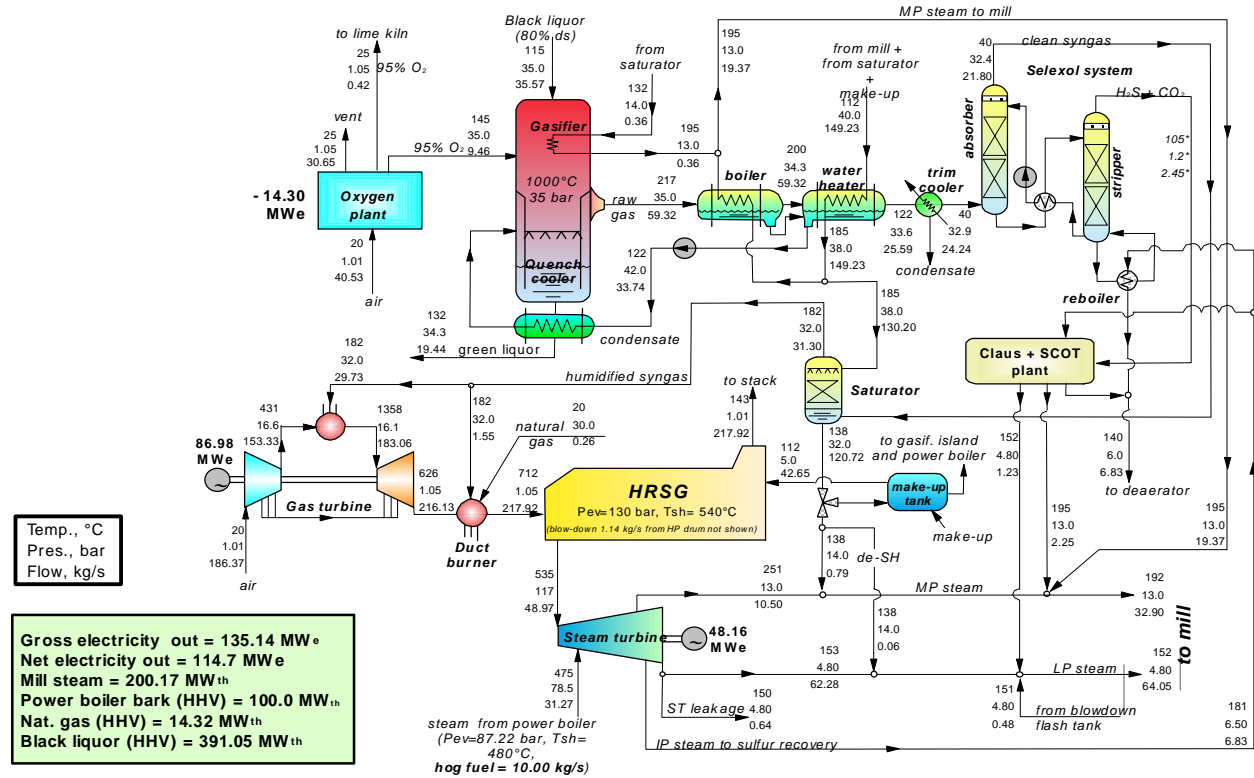 to lime kiln
25
1.05
0.42
95% O₂
vent
25
1.05
30.65
145
35.0
9.46
95% O₂
- 14.30
MWe
Oxygen
plant
20
1.01
40.53
air
Black liquor
(80% ds)
115
35.0
35.57
from
saturator
132
14.0
0.36
Gasifier
1000°C
35 bar
Quench
cooler
195
13.0
0.36
217
35.0
59.32
raw
gas
195
13.0
19.37
MP steam to mill
boiler
200
34.3
59.32
from mill +
from saturator
+
make-up
112
40.0
149.23
water
heater
185
38.0
149.23
trim
cooler
122
33.6
25.59
40
32.9
24.24
condensate
40
32.4
21.80
clean syngas
Selexol system
H₂S + CO₂
absorber
stripper
105*
1.2*
2.45*
reboiler
122
42.0
33.74
condensate
132
34.3
19.44
green liquor
185
38.0
130.20
182
32.0
31.30
humidified syngas
Saturator
Claus + SCOT
plant
182
32.0
29.73
431
16.6
153.33
1358
16.1
183.06
86.98
MWe
Gas turbine
20
1.01
186.37
air
626
1.05
216.13
182
32.0
1.55
20
30.0
0.26
natural
gas
Duct
burner
712
1.05
217.92
to stack
143
1.01
217.92
HRSG
Pev=130 bar, Tsh= 540°C
(blow-down 1.14 kg/s from HP drum not shown)
112
5.0
42.65
138
32.0
120.72
to gasif. island
and power boiler
make-up
tank
make-up
de-SH
138
14.0
0.79
138
14.0
0.06
152
4.80
1.23
140
6.0
6.83
to deaerator
195
13.0
2.25
195
13.0
19.37
535
117
48.97
Steam turbine
48.16
MWe
251
13.0
10.50
MP steam
192
13.0
32.90
153
4.80
62.28
LP steam
152
4.80
64.05
to mill
150
4.80
0.64
ST leakage
151
4.80
0.48
from blowdown
flash tank
181
6.50
6.83
475
78.5
31.27
steam from power boiler
(Pev=87.22 bar, Tsh=
480°C,
hog fuel = 10.00 kg/s)
IP steam to sulfur recovery
Temp., °C
Pres., bar
Flow, kg/s
Gross electricity out = 135.14 MWe
Net electricity out = 114.7 MWe
Mill steam = 200.17 MWth
Power boiler bark (HHV) = 100.0 MWth
Nat. gas (HHV) = 14.32 MWth
Black liquor (HHV) = 391.05 MWth